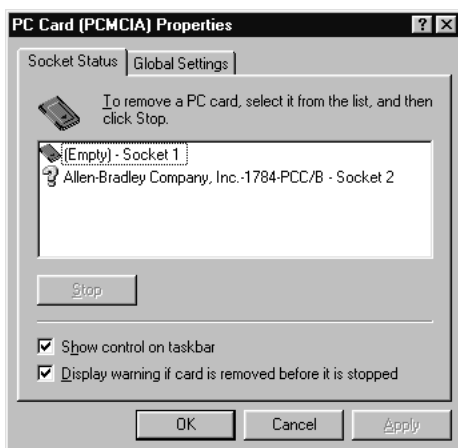 PC Card (PCMCIA) Properties
Socket Status
Global Settings
To remove a PC card, select it from the list, and then
click Stop.
(Empty) - Socket 1
Allen-Bradley Company, Inc.-1784-PCC/B - Socket 2
Stop
Show control on taskbar
Display warning if card is removed before it is stopped
OK
Cancel
Apply